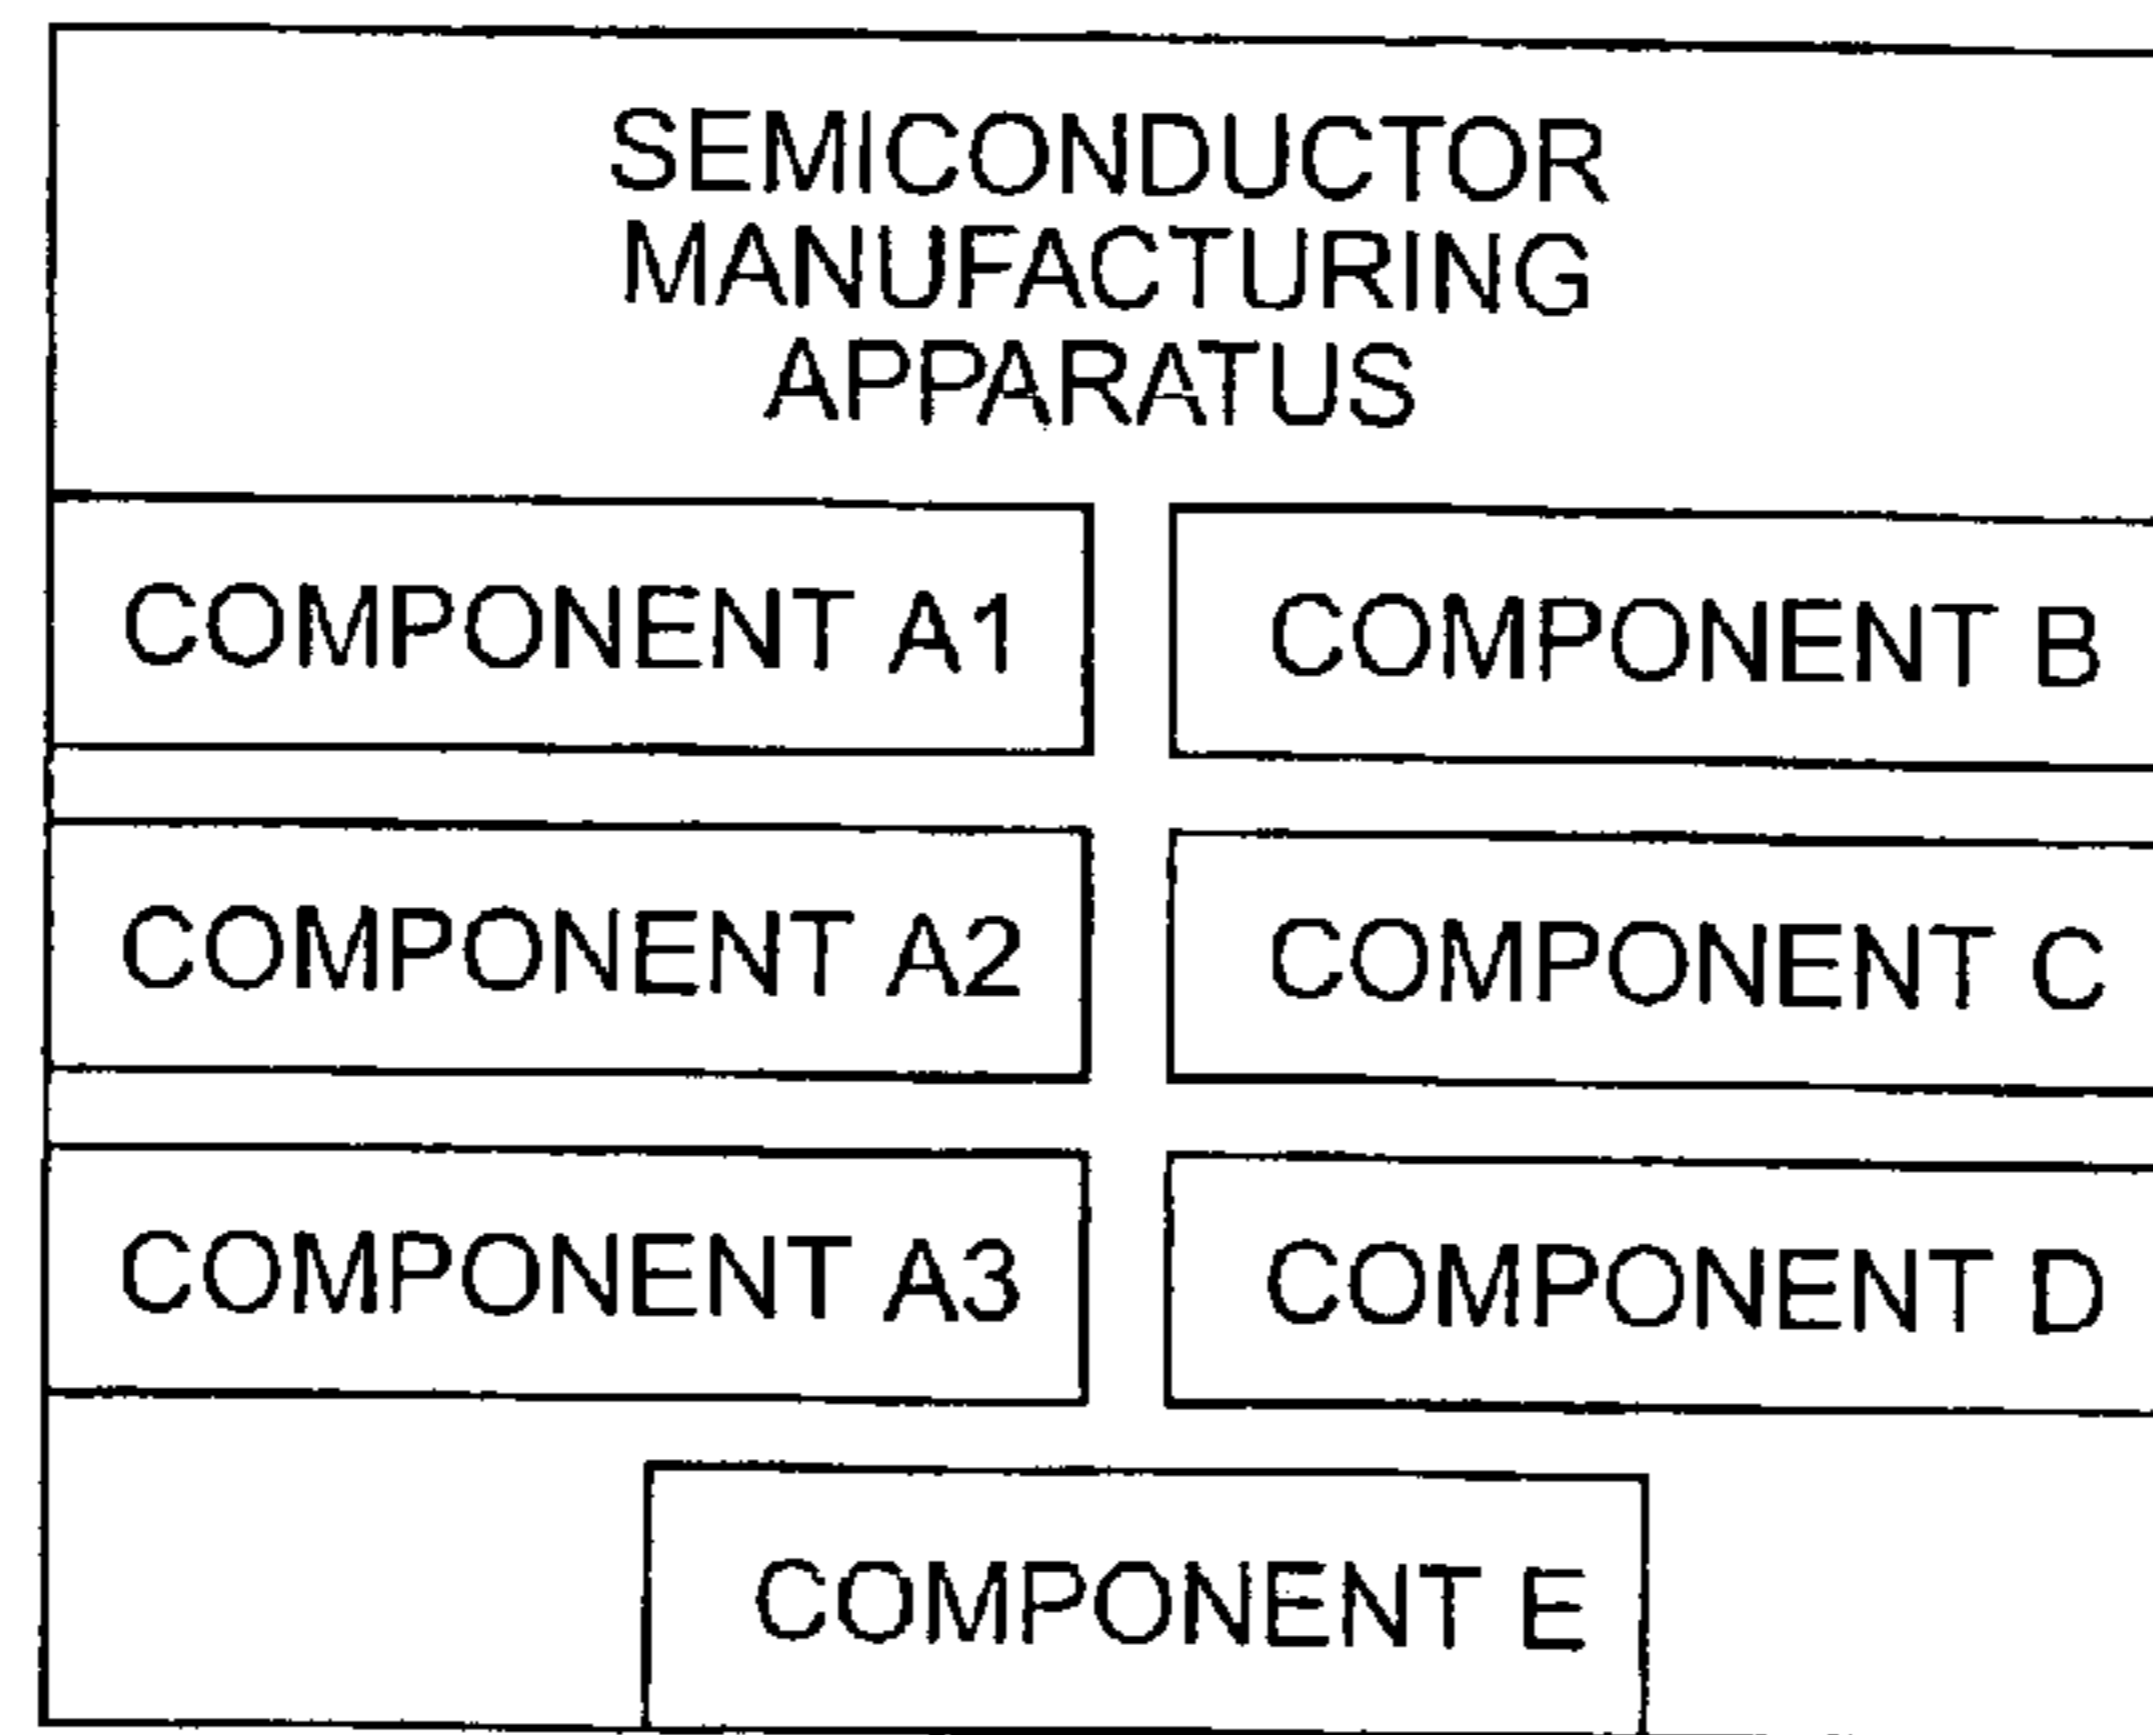 SEMICONDUCTOR
MANUFACTURING
APPARATUS
COMPONENT A1
COMPONENT B
COMPONENT A2
COMPONENT C
COMPONENT A3
COMPONENT D
COMPONENT E